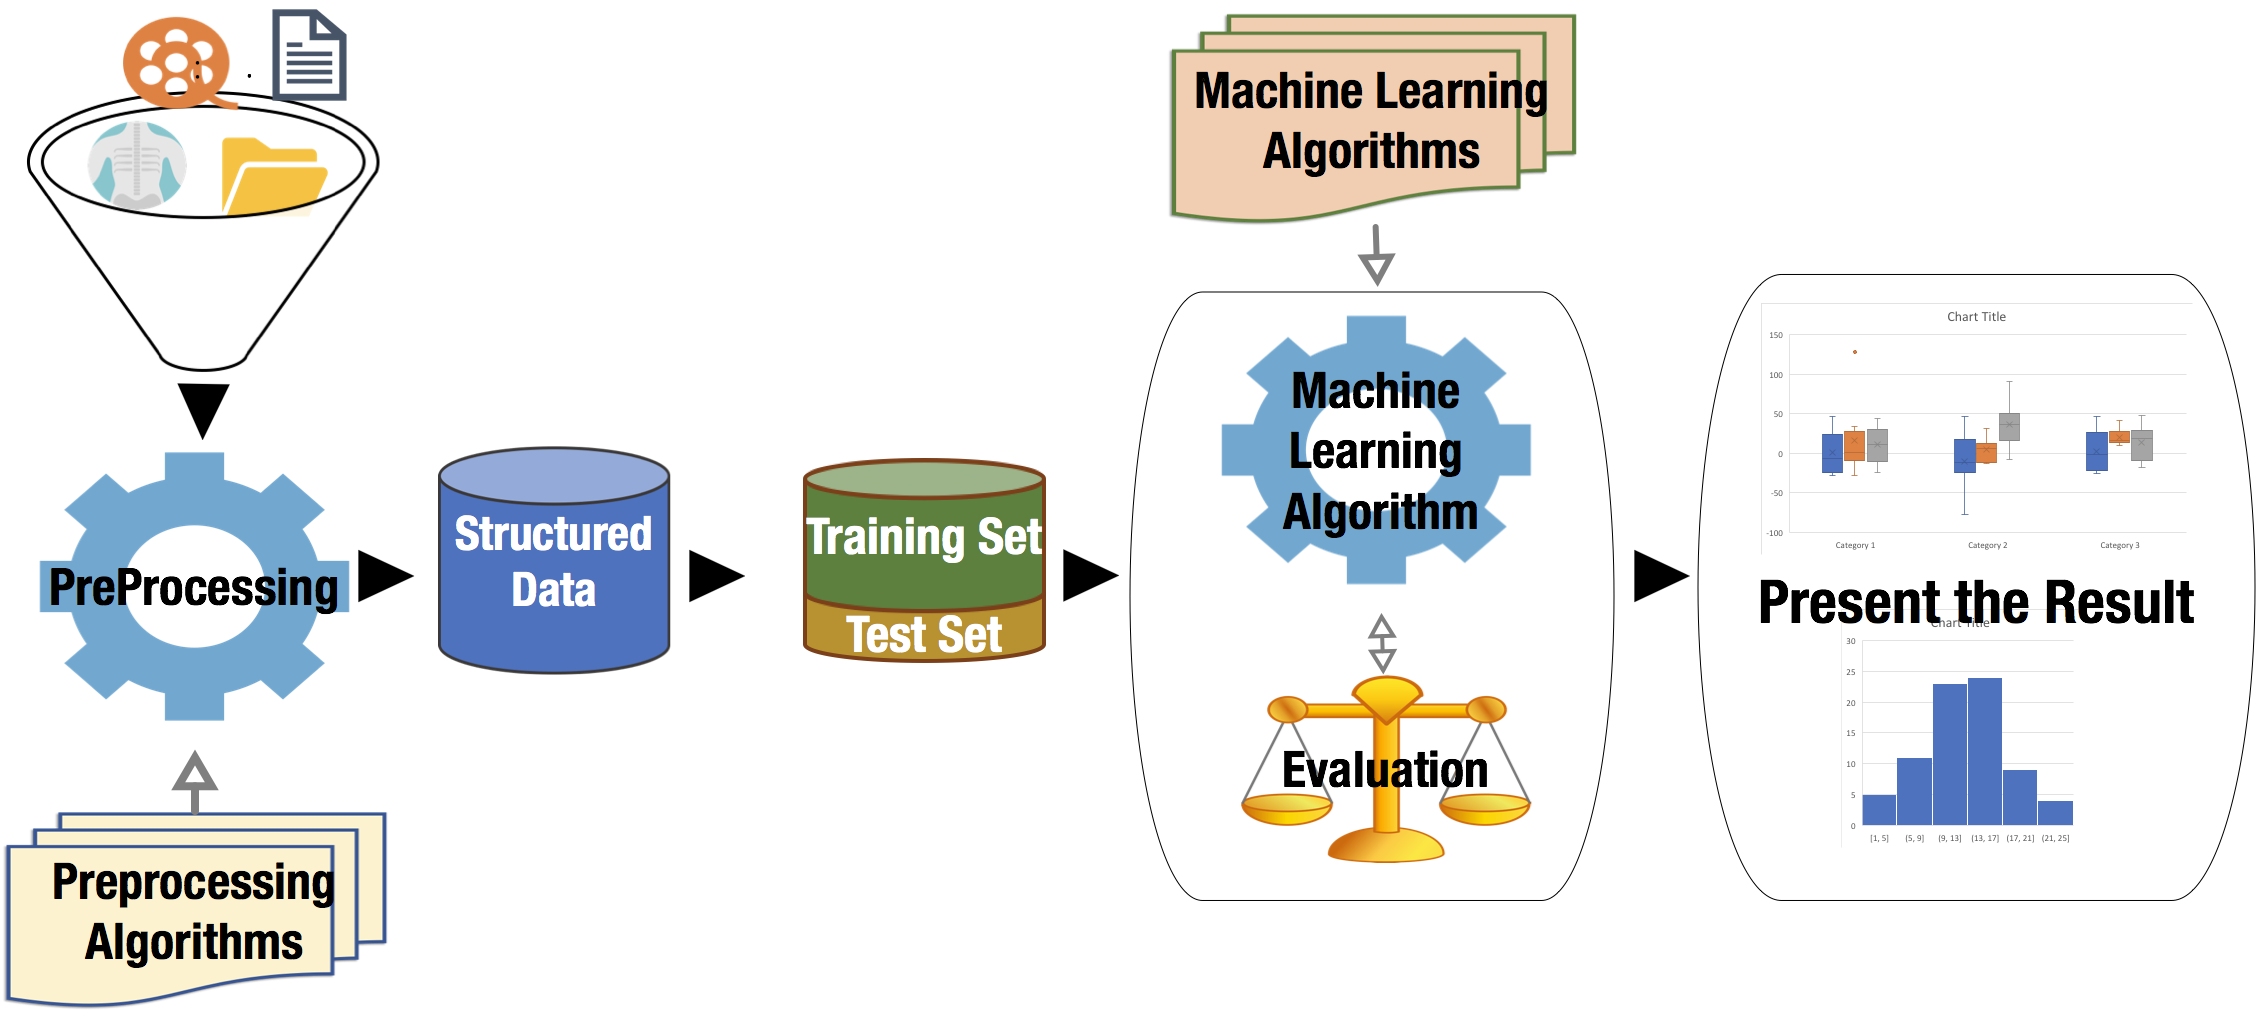 Machine Learning
Algorithms
PreProcessing
Preprocessing
Algorithms
Structured
Data
Training Set
Test Set
Machine
Learning
Algorithm
Evaluation
Chart Title
150
100
50
0
-50
-100
Category 1 Category 2 Category 3
Present the Result
Chart Title
30
25
20
15
10
5
0
[1, 5] (5, 9] (9, 13] (13, 17] (17, 21] (21, 25]